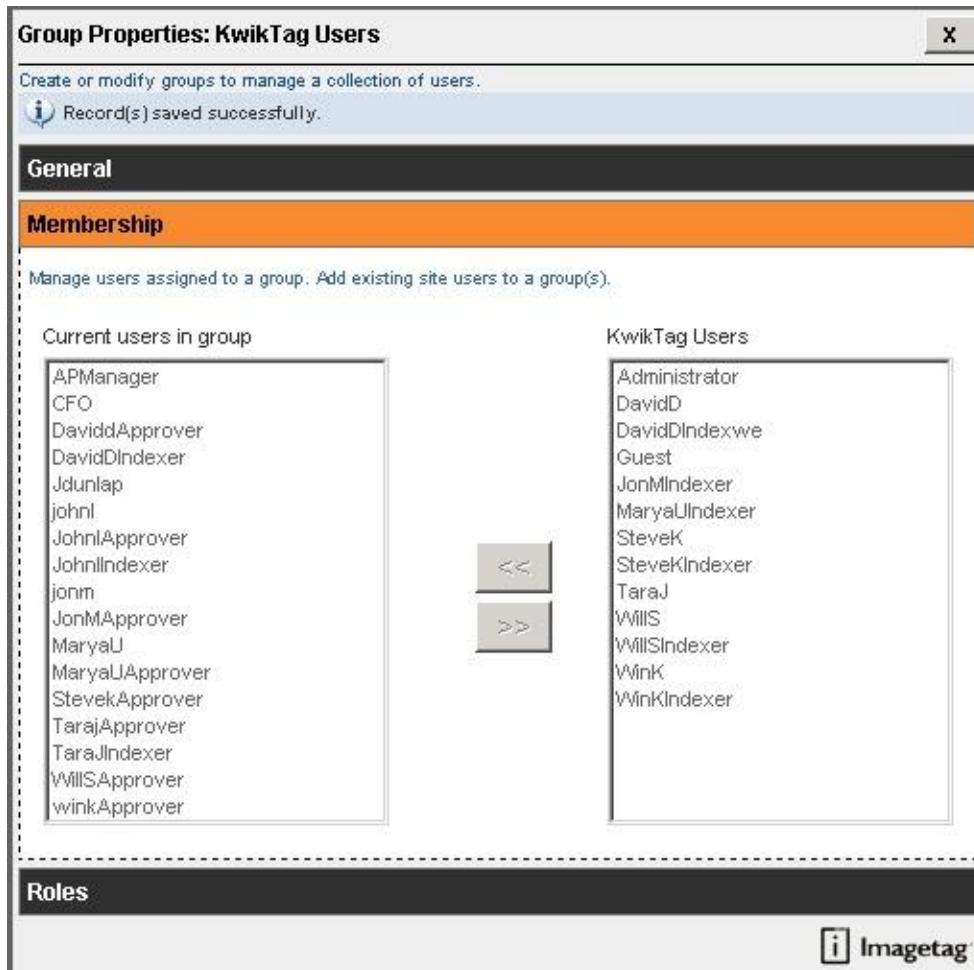 Group Properties: KwikTag Users
X
Create or modify groups to manage a collection of users.
Record(s) saved successfully.
General
Membership
Manage users assigned to a group. Add existing site users to a group(s).
Current users in group
APManager
CFO
DaviddApprover
DavidDIndexer
Jdunlap
johnl
JohnlApprover
JohnlIndexer
jonm
JonMApprover
MaryaU
MaryaUApprover
StevekApprover
TarajApprover
TaraJIndexer
WillSApprover
winkApprover
<<
>>
KwikTag Users
Administrator
DavidD
DavidDIndexwe
Guest
JonMIndexer
MaryaUIndexer
SteveK
SteveKIndexer
TaraJ
WillS
WillSIndexer
WinK
WinKIndexer
Roles
i Imagetag